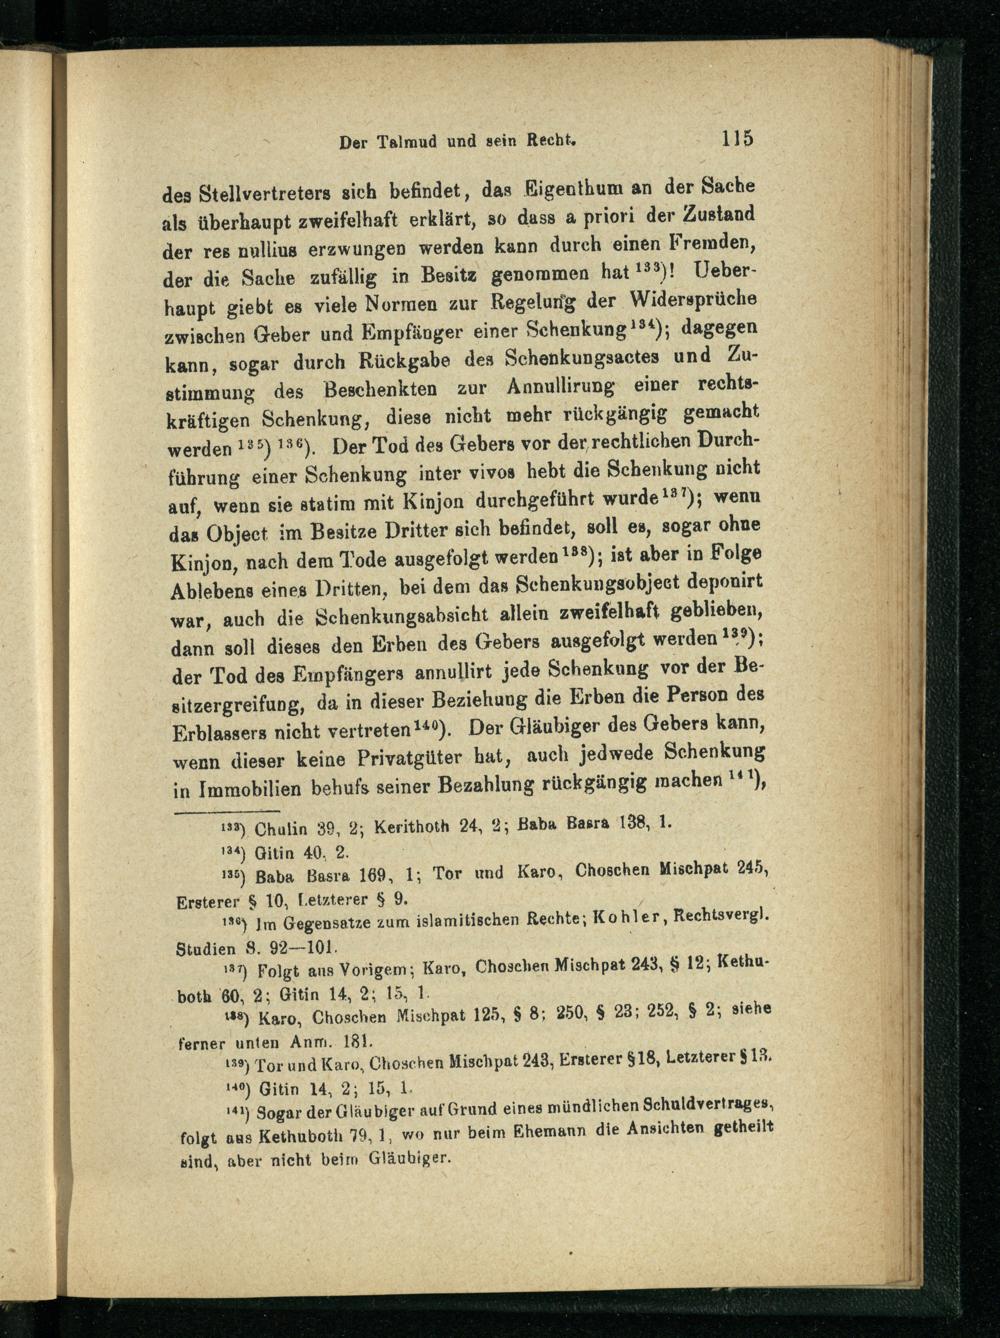 Der Talmud und sein Recht. 115
des Stellvertreters sich befindet, das Eigenthum an der Sache
als überhaupt zweifelhaft erklärt, so dass a priori der Zustand
der res nullius erzwungen werden kann durch einen Fremden,
der die Sache zufällig in Besitz genommen hat ¹³³)! Ueber-
haupt giebt es viele Normen zur Regelung der Widersprüche
zwischen Geber und Empfänger einer Schenkung ¹³⁴); dagegen
kann, sogar durch Rückgabe des Schenkungsactes und Zu-
stimmung des Beschenkten zur Annullirung einer rechts-
kräftigen Schenkung, diese nicht mehr rückgängig gemacht
werden ¹³⁵) ¹³⁶). Der Tod des Gebers vor der rechtlichen Durch-
führung einer Schenkung inter vivos hebt die Schenkung nicht
auf, wenn sie statim mit Kinjon durchgeführt wurde ¹³⁷); wenn
das Object im Besitze Dritter sich befindet, soll es, sogar ohne
Kinjon, nach dem Tode ausgefolgt werden ¹³⁸); ist aber in Folge
Ablebens eines Dritten, bei dem das Schenkungsobject deponirt
war, auch die Schenkungsabsicht allein zweifelhaft geblieben,
dann soll dieses den Erben des Gebers ausgefolgt werden ¹³⁹);
der Tod des Empfängers annullirt jede Schenkung vor der Be-
sitzergreifung, da in dieser Beziehung die Erben die Person des
Erblassers nicht vertreten ¹⁴⁰). Der Gläubiger des Gebers kann,
wenn dieser keine Privatgüter hat, auch jedwede Schenkung
in Immobilien behufs seiner Bezahlung rückgängig machen ¹⁴¹),
¹³³) Chulin 39, 2; Kerithoth 24, 2; Baba Basra 138, 1.
¹³⁴) Gitin 40, 2.
¹³⁵) Baba Basra 169, 1; Tor und Karo, Choschen Mischpat 245,
Ersterer § 10, Letzterer § 9.
¹³⁶) Im Gegensatze zum islamitischen Rechte; Kohler, Rechtsvergl.
Studien S. 92—101.
¹³⁷) Folgt aus Vorigem; Karo, Choschen Mischpat 243, § 12; Kethu-
both 60, 2; Gitin 14, 2; 15, 1.
¹³⁸) Karo, Choschen Mischpat 125, § 8; 250, § 23; 252, § 2; siehe
ferner unten Anm. 181.
¹³⁹) Tor und Karo, Choschen Mischpat 243, Ersterer § 18, Letzterer § 13.
¹⁴⁰) Gitin 14, 2; 15, 1.
¹⁴¹) Sogar der Gläubiger auf Grund eines mündlichen Schuldvertrages,
folgt aus Kethuboth 79, 1, wo nur beim Ehemann die Ansichten getheilt
sind, aber nicht beim Gläubiger.